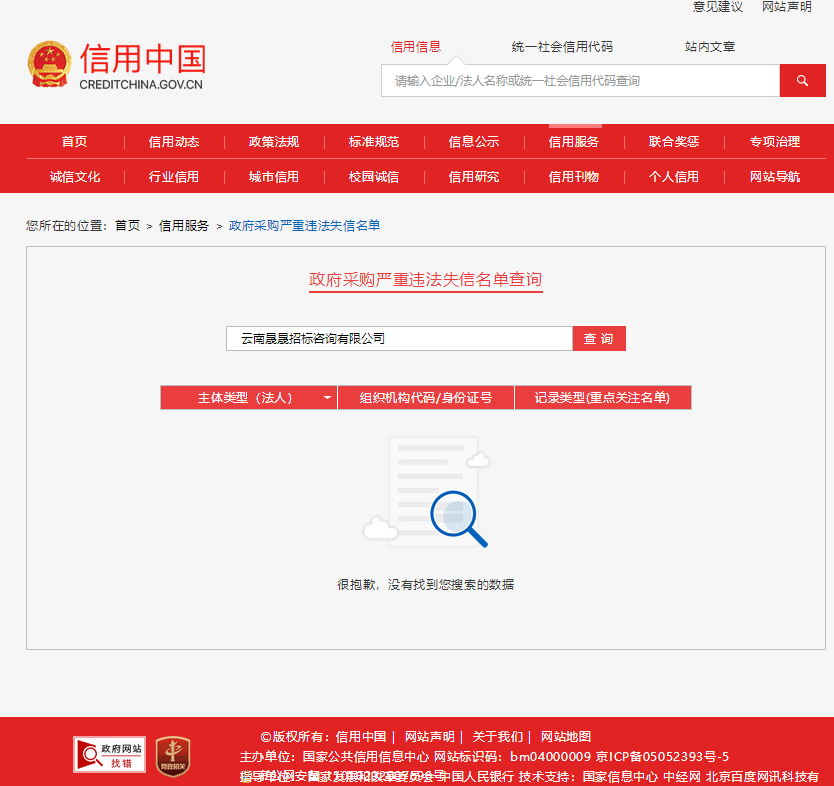 意见建议 网站声明
信用信息 统一社会信用代码 站内文章
信用中国
CREDITCHINA.GOV.CN
请输入企业/法人名称或统一社会信用代码查询
首页 信用动态 政策法规 标准规范 信息公示 信用服务 联合奖惩 专项治理
诚信文化 行业信用 城市信用 校园诚信 信用研究 信用刊物 个人信用 网站导航
您所在的位置：首页 > 信用服务 > 政府采购严重违法失信名单
政府采购严重违法失信名单查询
云南晟晟招标咨询有限公司 查 询
主体类型（法人） 组织机构代码/身份证号 记录类型(重点关注名单)
很抱歉，没有找到您搜索的数据
©版权所有：信用中国 | 网站声明 | 关于我们 | 网站地图
政府网站
找错
党政机关
主办单位：国家公共信用信息中心 网站标识码：bm04000009 京ICP备05052393号-5
中国人民银行 技术支持：国家信息中心 中经网 北京百度网讯科技有